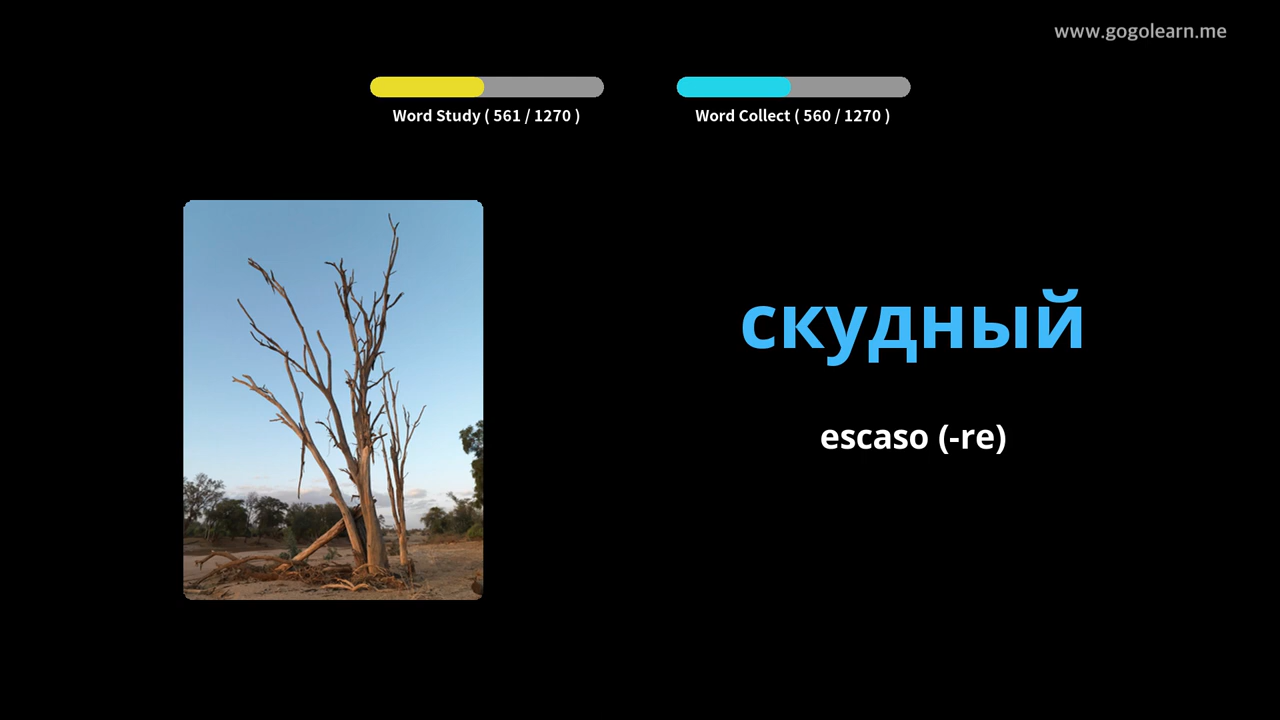 www.gogolearn.me
Word Study ( 561 / 1270 )
Word Collect ( 560 / 1270 )
скудный
escaso (-re)